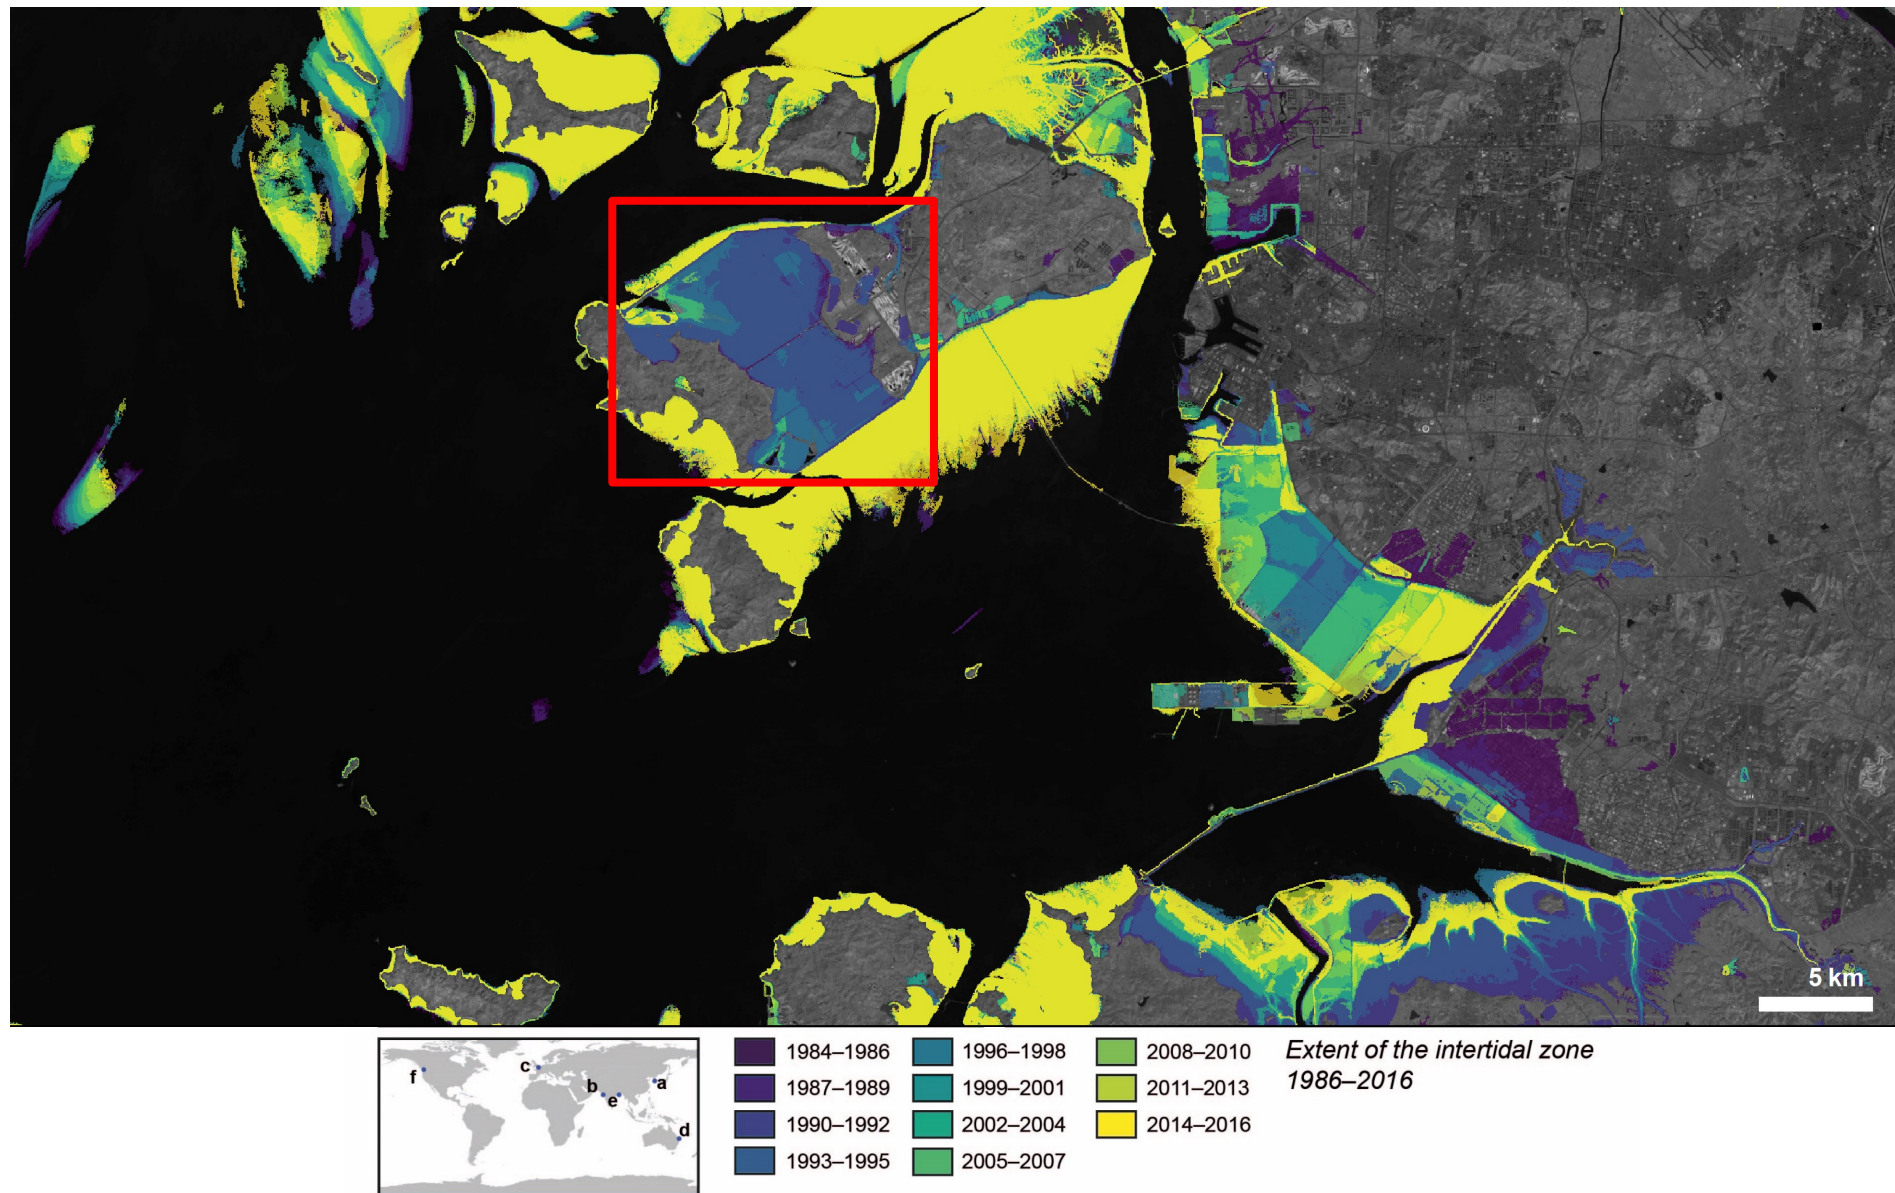 5 km
f
c
b
e
a
d
1984–1986
1987–1989
1990–1992
1993–1995
1996–1998
1999–2001
2002–2004
2005–2007
2008–2010
2011–2013
2014–2016
Extent of the intertidal zone
1986–2016